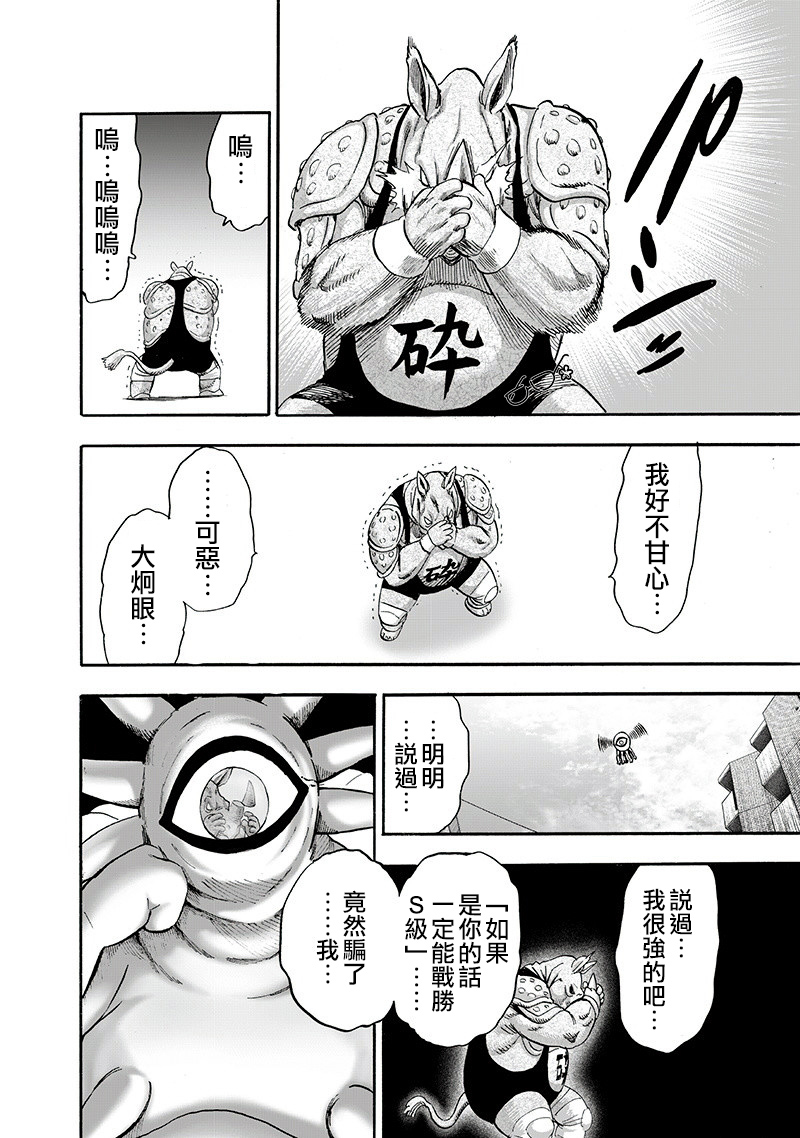 砕
嗚…
嗚…嗚嗚嗚…
我好不甘心…
砕
……可惡…
大炯眼…
…明明
説過…
説過…
我很強的吧…
「如果
是你的話
一定能戰勝
S級」……
竟然騙了
……我…